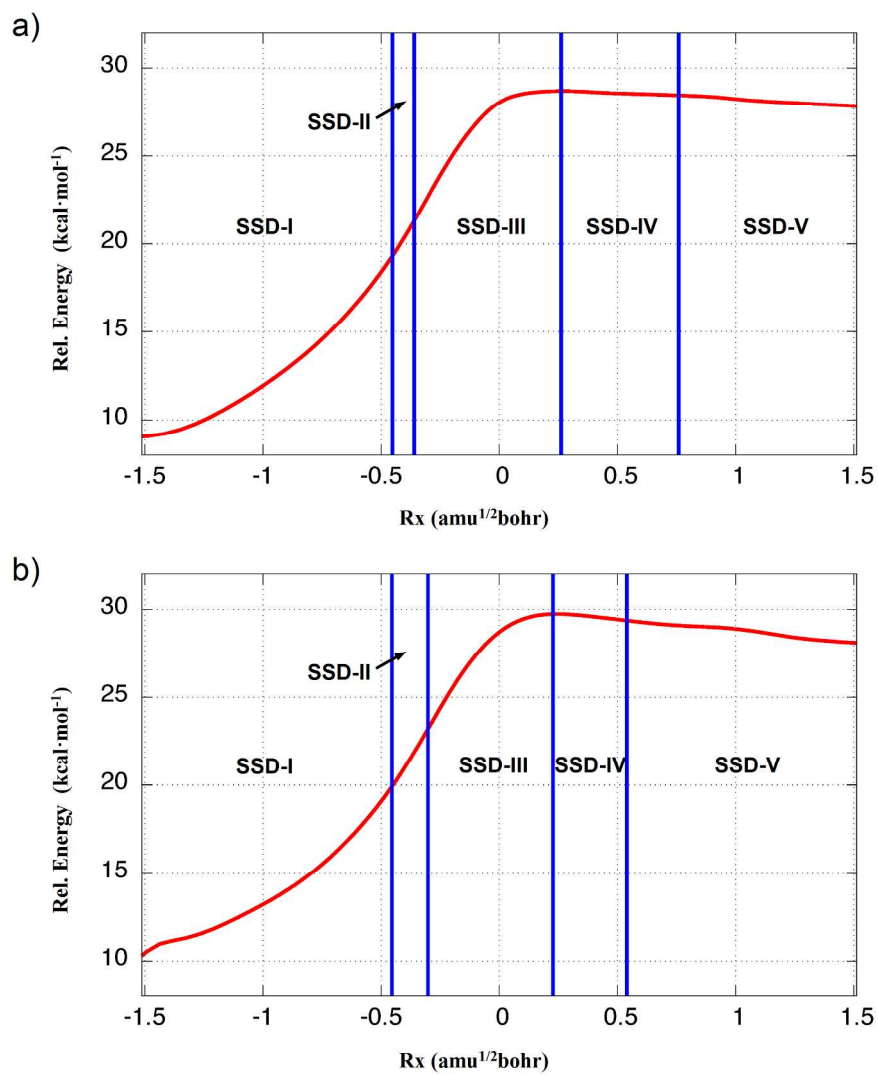 a)
30
SSD-II
25
SSD-I SSD-III SSD-IV SSD-V
20
15
10
Rel. Energy (kcal·mol⁻¹)
-1.5 -1 -0.5 0 0.5 1 1.5
Rx (amu¹/²bohr)
b)
30
SSD-II
25
SSD-I SSD-III SSD-IV SSD-V
20
15
10
Rel. Energy (kcal·mol⁻¹)
-1.5 -1 -0.5 0 0.5 1 1.5
Rx (amu¹/²bohr)